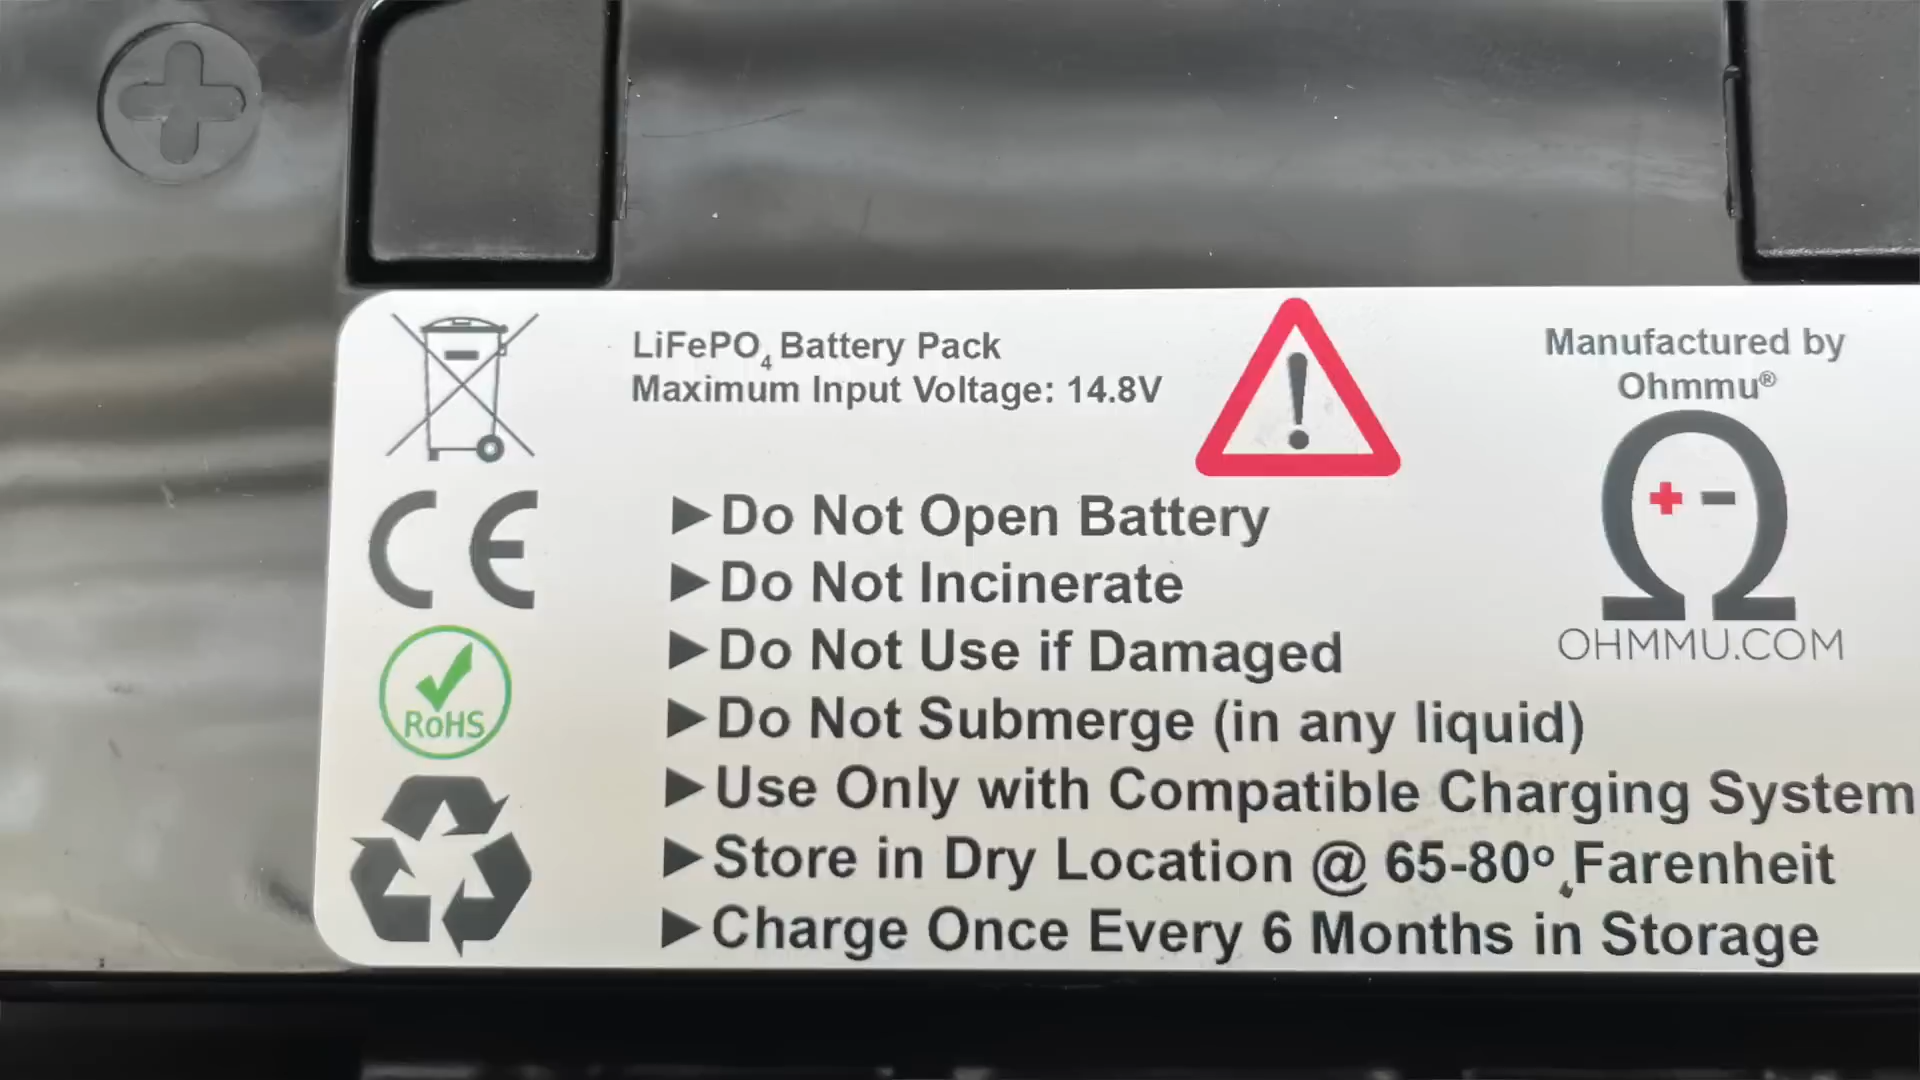 LiFePO₄ Battery Pack
Maximum Input Voltage: 14.8V
Manufactured by
Ohmmu®
OHMMU.COM
CE
RoHS
►Do Not Open Battery
►Do Not Incinerate
►Do Not Use if Damaged
►Do Not Submerge (in any liquid)
►Use Only with Compatible Charging System
►Store in Dry Location @ 65-80º Farenheit
►Charge Once Every 6 Months in Storage